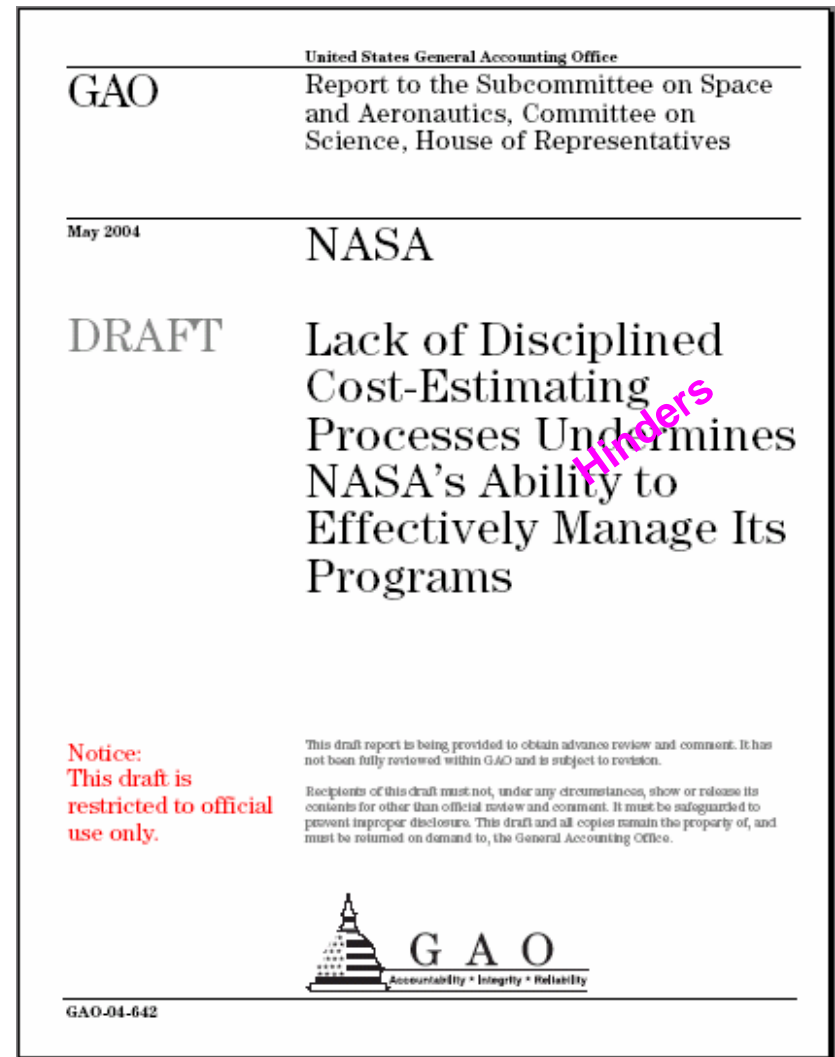 United States General Accounting Office
GAO
Report to the Subcommittee on Space
and Aeronautics, Committee on
Science, House of Representatives
May 2004
NASA
DRAFT
Lack of Disciplined
Cost-Estimating
Processes Undermines
Hinders
NASA's Ability to
Effectively Manage Its
Programs
Notice:
This draft is
restricted to official
use only.
This draft report is being provided to obtain advance review and comment. It has
not been fully reviewed within GAO and is subject to revision.
Recipients of this draft must not, under any circumstances, show or release its
contents for other than official review and comment. It must be safeguarded to
prevent improper disclosure. This draft and all copies remain the property of, and
must be returned on demand to, the General Accounting Office.
G A O
Accountability * Integrity * Reliability
GAO-04-642